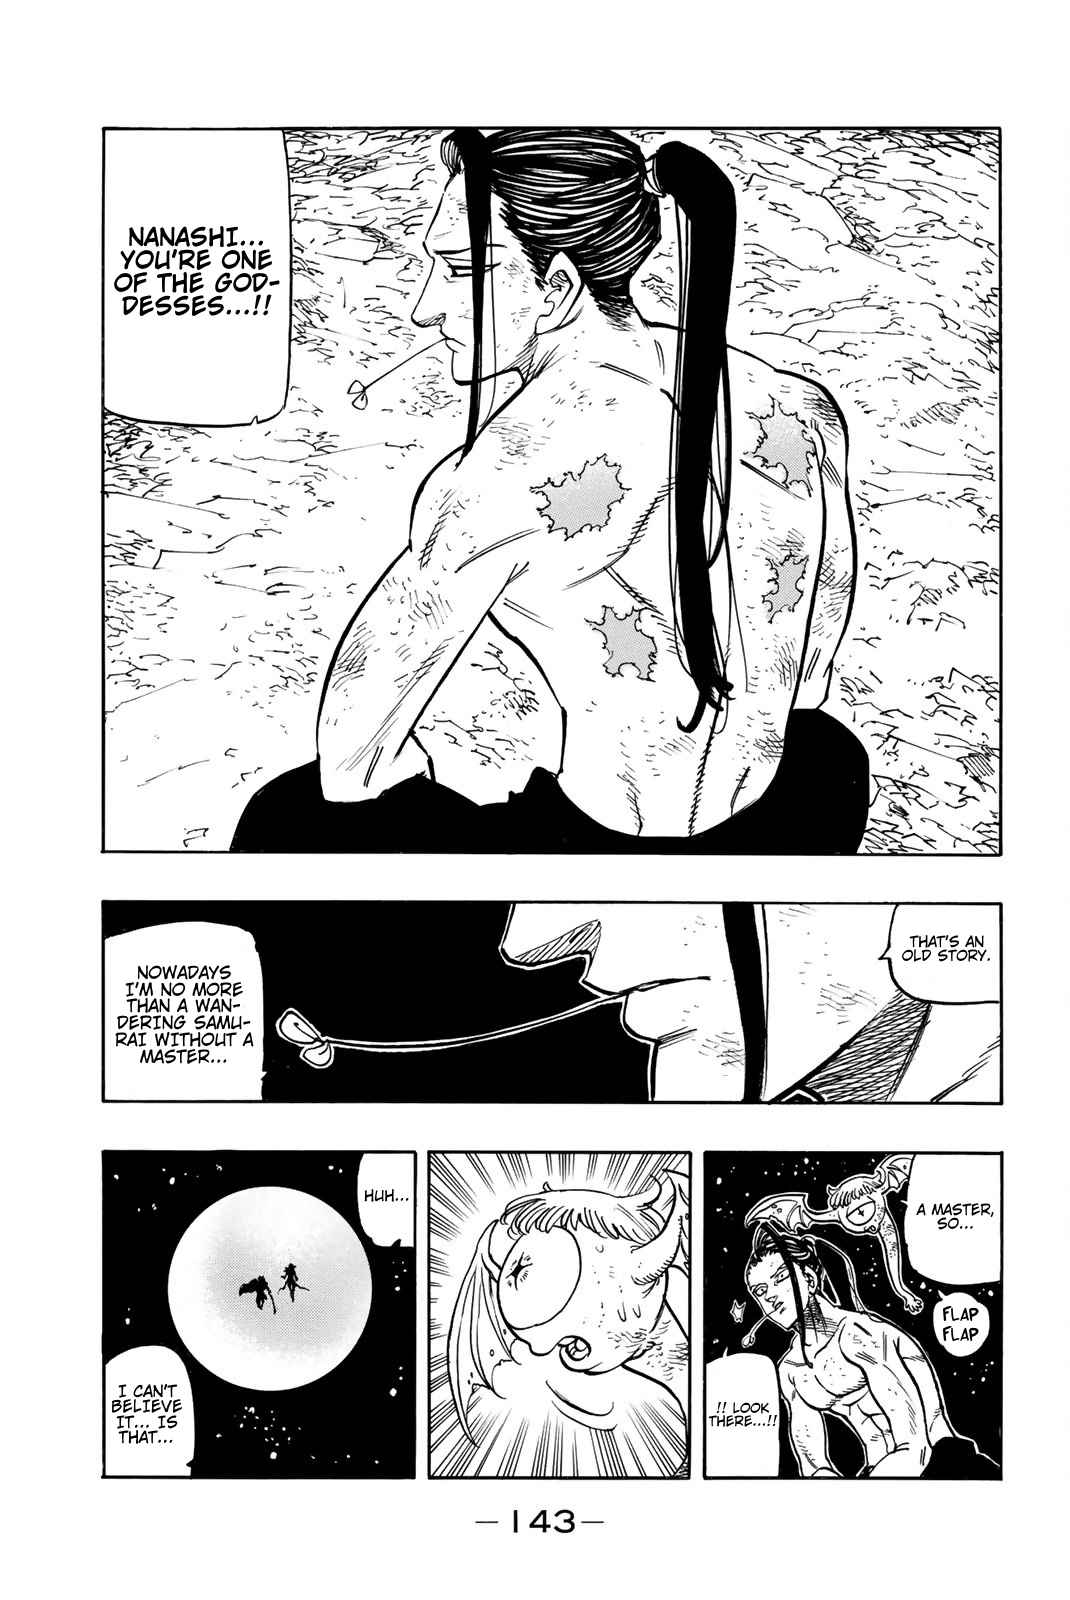 NANASHI...
YOU'RE ONE
OF THE GOD-
DESSES...!!
THAT'S AN
OLD STORY.
NOWADAYS
I'M NO MORE
THAN A WAN-
DERING SAMU-
RAI WITHOUT A
MASTER...
A MASTER,
SO...
FLAP
FLAP
!! LOOK
THERE...!!
HUH...
I CAN'T
BELIEVE
IT... IS
THAT...
—143—